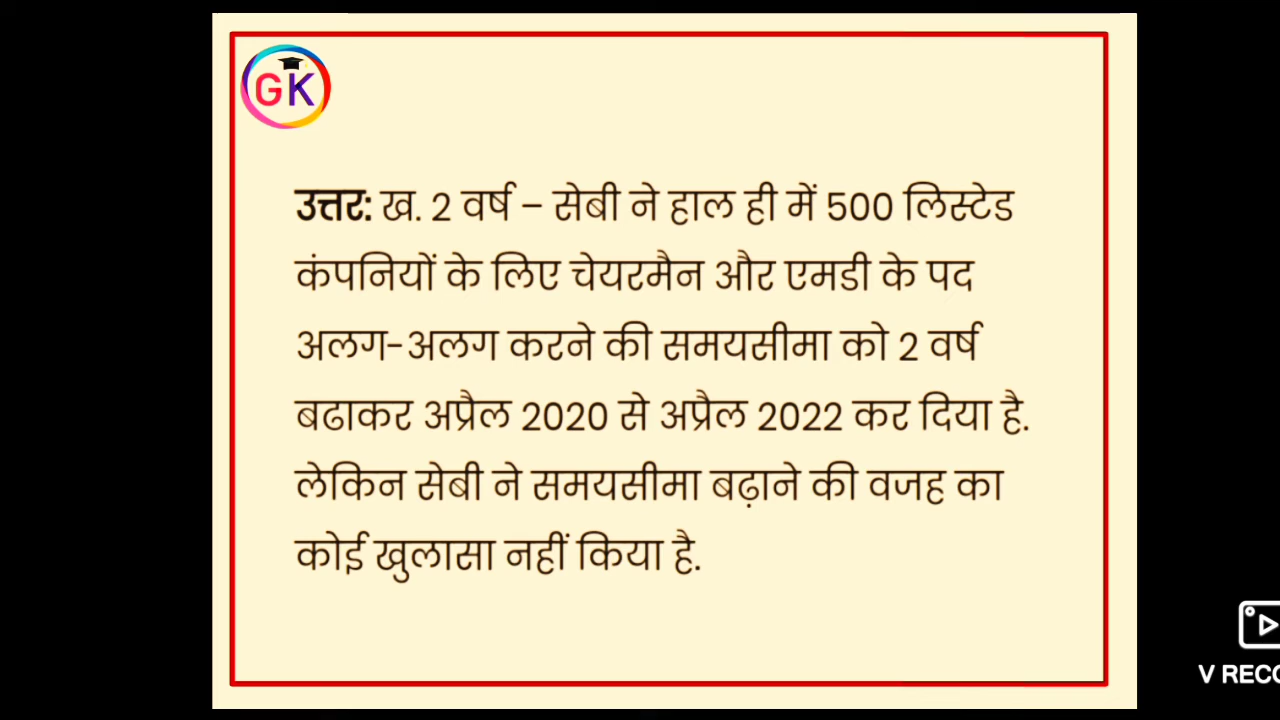 GK
उत्तर: ख. 2 वर्ष – सेबी ने हाल ही में 500 लिस्टेड
कंपनियों के लिए चेयरमैन और एमडी के पद
अलग-अलग करने की समयसीमा को 2 वर्ष
बढाकर अप्रैल 2020 से अप्रैल 2022 कर दिया है.
लेकिन सेबी ने समयसीमा बढ़ाने की वजह का
कोई खुलासा नहीं किया है.
V RECO